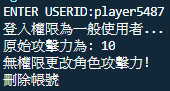 ENTER USERID:player5487
登入權限為一般使用者...
原始攻擊力為: 10
無權限更改角色攻擊力!
刪除帳號